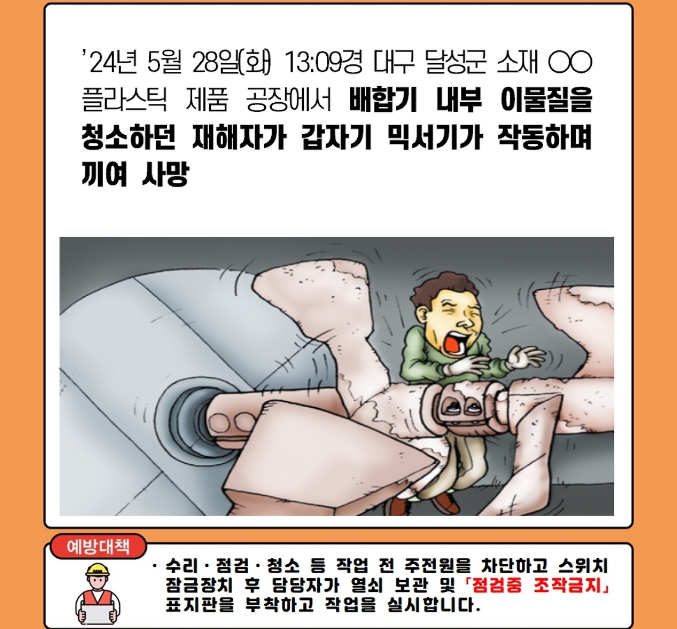 '24년 5월 28일(화) 13:09경 대구 달성군 소재 ○○
플라스틱 제품 공장에서 배합기 내부 이물질을
청소하던 재해자가 갑자기 믹서기가 작동하며
끼여 사망
예방대책
· 수리·점검·청소 등 작업 전 주전원을 차단하고 스위치
잠금장치 후 담당자가 열쇠 보관 및 「점검중 조작금지」
표지판을 부착하고 작업을 실시합니다.